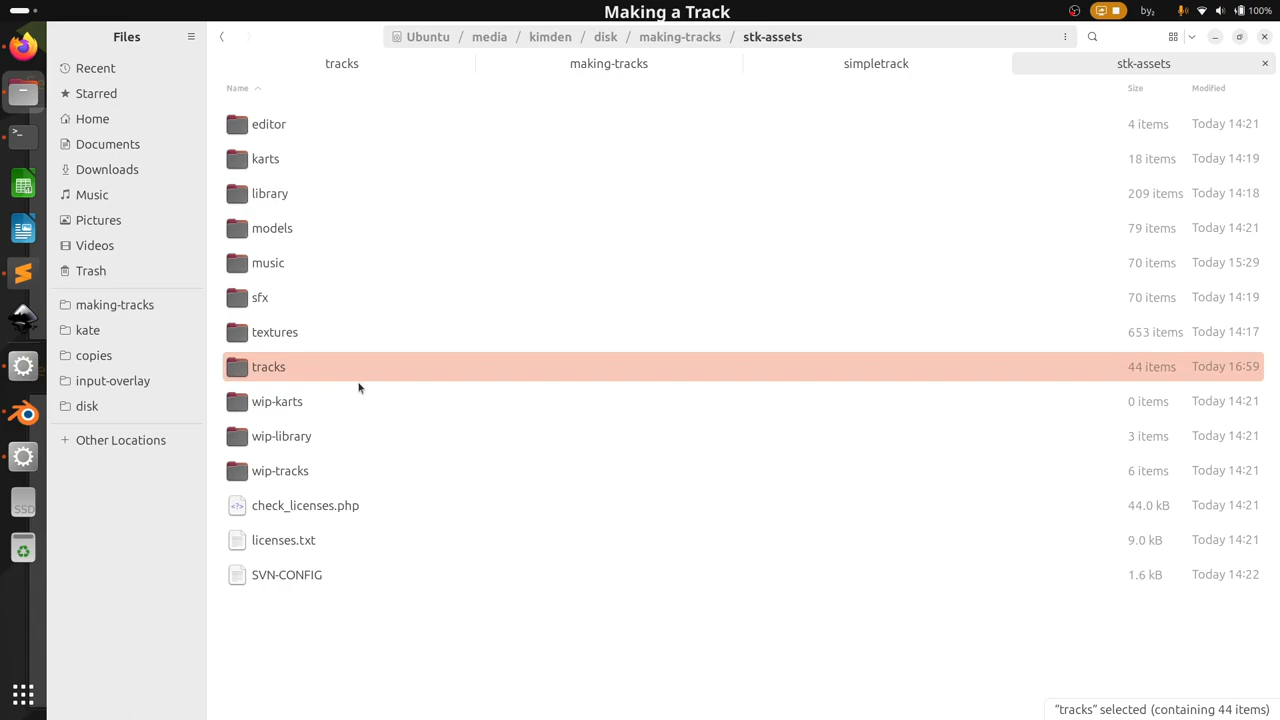 Making a Track
by₂
100%
Files
Ubuntu / media / kimden / disk / making-tracks / stk-assets
Recent
Starred
Home
Documents
Downloads
Music
Pictures
Videos
Trash
making-tracks
kate
copies
input-overlay
disk
Other Locations
tracks
making-tracks
simpletrack
stk-assets
Name
Size
Modified
editor 4 items Today 14:21
karts 18 items Today 14:19
library 209 items Today 14:18
models 79 items Today 14:21
music 70 items Today 15:29
sfx 70 items Today 14:19
textures 653 items Today 14:17
tracks 44 items Today 16:59
wip-karts 0 items Today 14:21
wip-library 3 items Today 14:21
wip-tracks 6 items Today 14:21
check_licenses.php 44.0 kB Today 14:21
licenses.txt 9.0 kB Today 14:21
SVN-CONFIG 1.6 kB Today 14:22
SSD
“tracks” selected (containing 44 items)